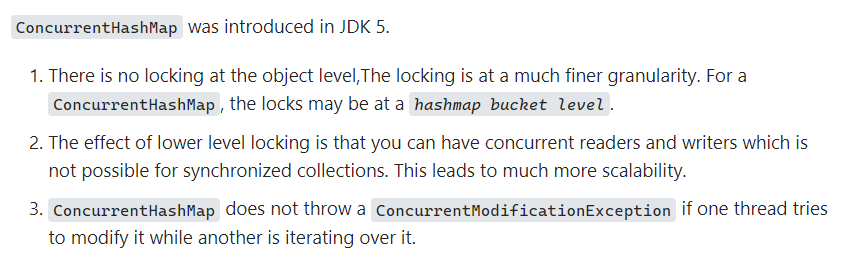 ConcurrentHashMap was introduced in JDK 5.
1. There is no locking at the object level,The locking is at a much finer granularity. For a
ConcurrentHashMap, the locks may be at a hashmap bucket level.
2. The effect of lower level locking is that you can have concurrent readers and writers which is
not possible for synchronized collections. This leads to much more scalability.
3. ConcurrentHashMap does not throw a ConcurrentModificationException if one thread tries
to modify it while another is iterating over it.